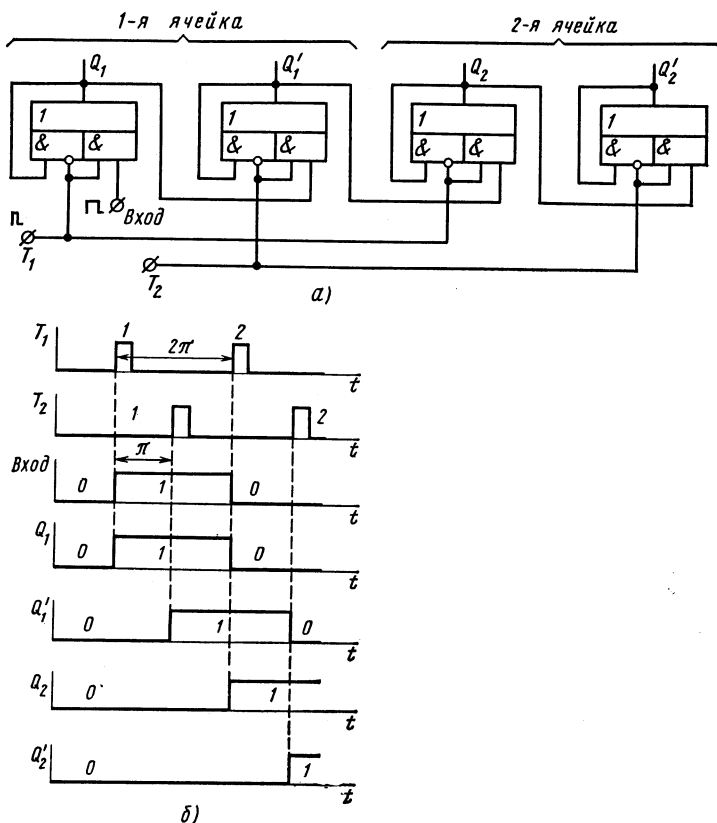 1-я ячейка 2-я ячейка
Q₁ Q₁′ Q₂ Q₂′
1 1 1 1
& & & & & & & &
Вход
T₁
T₂
а)
T₁ 1 2π 2 t
T₂ 1 2 t
π
Вход 0 1 0 t
Q₁ 0 1 0 t
Q₁′ 0 1 0 t
Q₂ 0 1 t
Q₂′ 0 1 t
б)